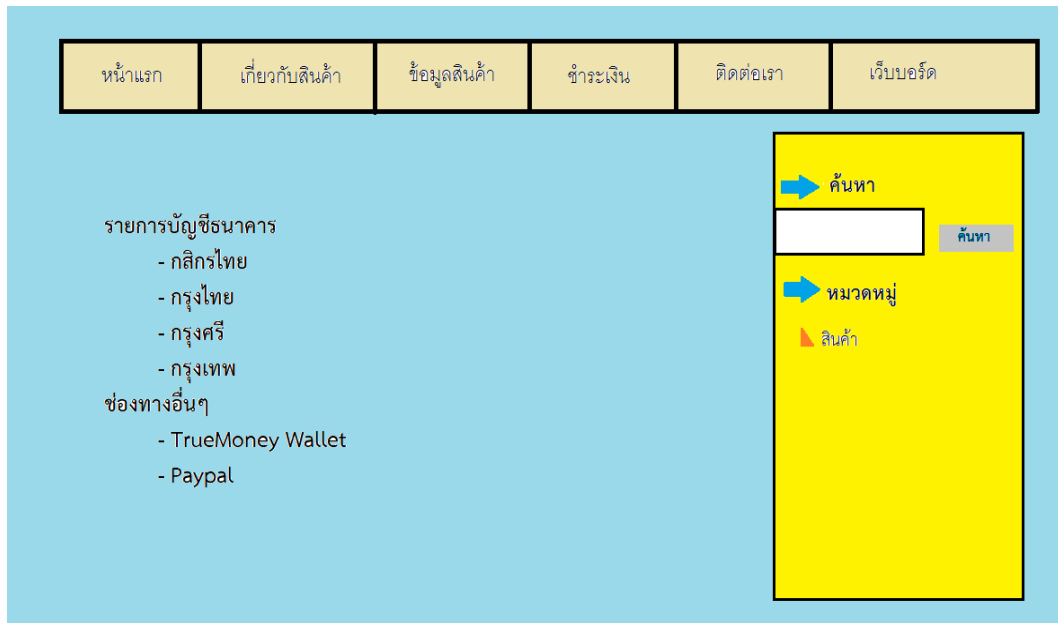 หน้าแรก เกี่ยวกับสินค้า ข้อมูลสินค้า ชำระเงิน ติดต่อเรา เว็บบอร์ด
รายการบัญชีธนาคาร
- กสิกรไทย
- กรุงไทย
- กรุงศรี
- กรุงเทพ
ช่องทางอื่นๆ
- TrueMoney Wallet
- Paypal
ค้นหา
ค้นหา
หมวดหมู่
สินค้า